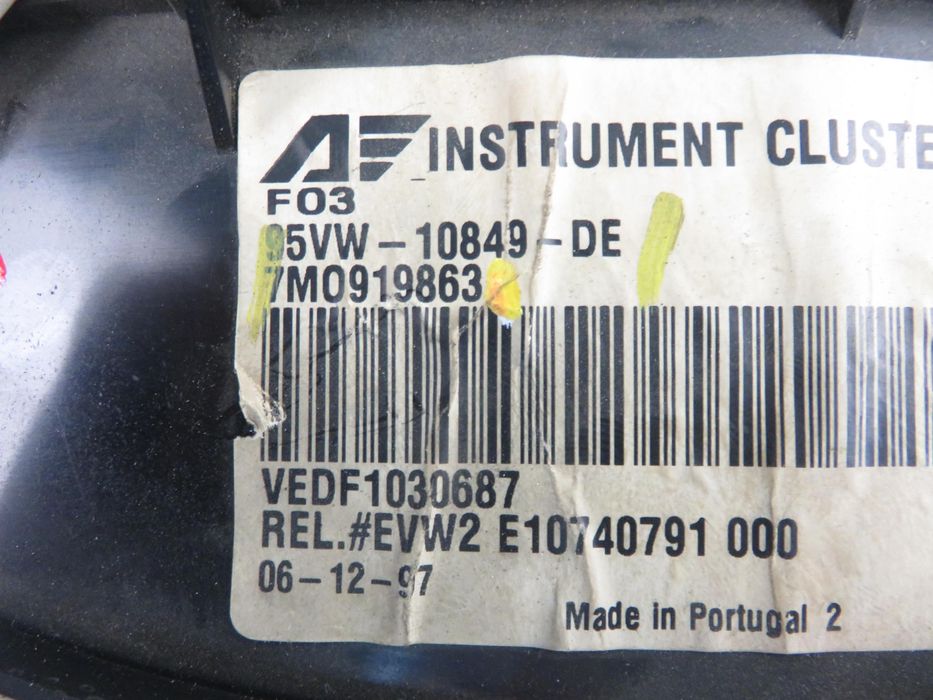 AF INSTRUMENT CLUSTE
F03
95VW-10849-DE
7M0919863
VEDF1030687
REL.#EVW2 E10740791 000
06-12-97
Made in Portugal 2